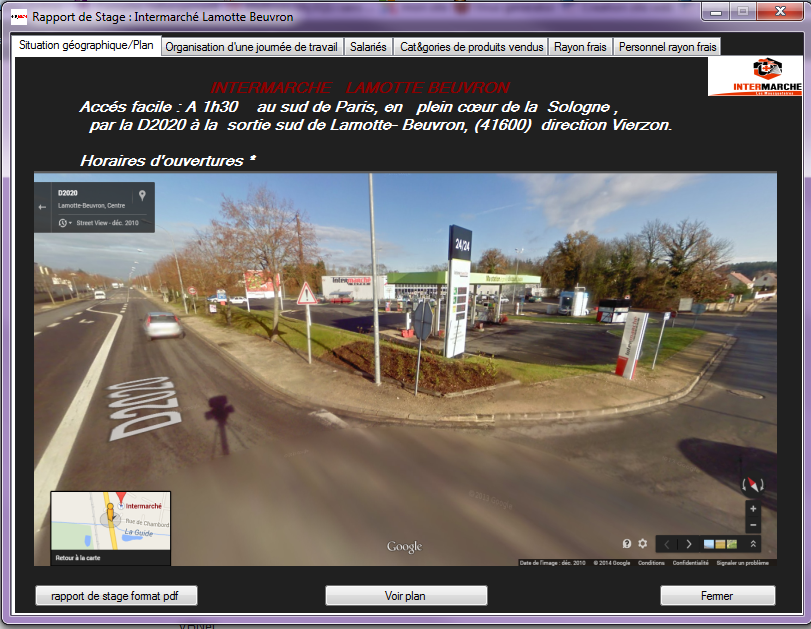 Rapport de Stage : Intermarché Lamotte Beuvron
Situation géographique/Plan
Organisation d'une journée de travail
Salariés
Cat&gories de produits vendus
Rayon frais
Personnel rayon frais
INTERMARCHE
INTERMARCHE LAMOTTE BEUVRON
Accés facile : A 1h30 au sud de Paris, en plein cœur de la Sologne ,
par la D2020 à la sortie sud de Lamotte- Beuvron, (41600) direction Vierzon.
Horaires d'ouvertures *
D2020
Lamotte-Beuvron, Centre
Street View - déc. 2010
24/24
Intermarché
D2020
Intermarché
Rue de Chambord
La Guide
Retour à la carte
Google
Date de l'image : déc. 2010 © 2014 Google Conditions Confidentialité Signaler un problème
rapport de stage format pdf
Voir plan
Fermer